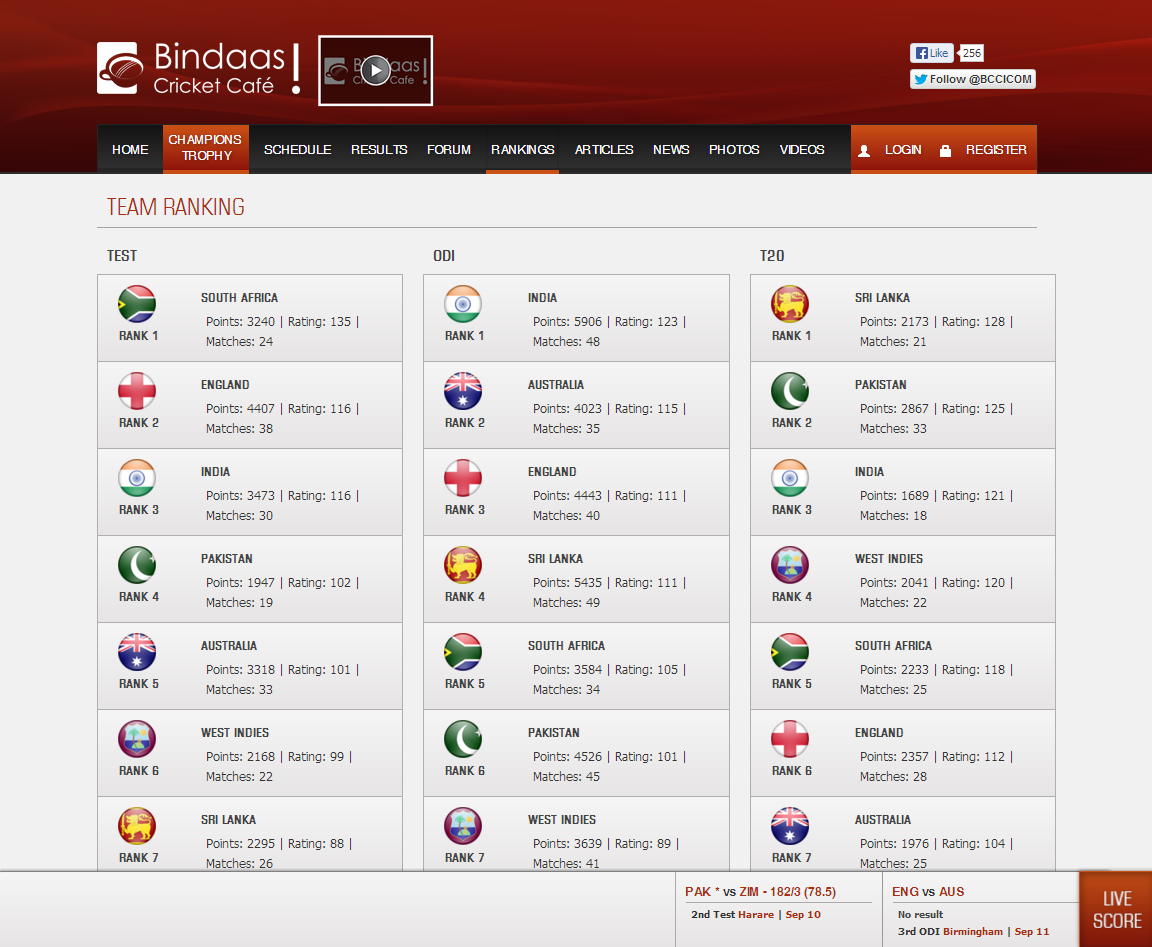 Bindaas!
Cricket Café
Like 256
Follow @BCCICOM
HOME
CHAMPIONS
TROPHY
SCHEDULE
RESULTS
FORUM
RANKINGS
ARTICLES
NEWS
PHOTOS
VIDEOS
LOGIN
REGISTER
TEAM RANKING
TEST
SOUTH AFRICA
Points: 3240 | Rating: 135 |
RANK 1
Matches: 24
ENGLAND
Points: 4407 | Rating: 116 |
RANK 2
Matches: 38
INDIA
Points: 3473 | Rating: 116 |
RANK 3
Matches: 30
PAKISTAN
Points: 1947 | Rating: 102 |
RANK 4
Matches: 19
AUSTRALIA
Points: 3318 | Rating: 101 |
RANK 5
Matches: 33
WEST INDIES
Points: 2168 | Rating: 99 |
RANK 6
Matches: 22
SRI LANKA
Points: 2295 | Rating: 88 |
RANK 7
Matches: 26
ODI
INDIA
Points: 5906 | Rating: 123 |
RANK 1
Matches: 48
AUSTRALIA
Points: 4023 | Rating: 115 |
RANK 2
Matches: 35
ENGLAND
Points: 4443 | Rating: 111 |
RANK 3
Matches: 40
SRI LANKA
Points: 5435 | Rating: 111 |
RANK 4
Matches: 49
SOUTH AFRICA
Points: 3584 | Rating: 105 |
RANK 5
Matches: 34
PAKISTAN
Points: 4526 | Rating: 101 |
RANK 6
Matches: 45
WEST INDIES
Points: 3639 | Rating: 89 |
RANK 7
Matches: 41
T20
SRI LANKA
Points: 2173 | Rating: 128 |
RANK 1
Matches: 21
PAKISTAN
Points: 2867 | Rating: 125 |
RANK 2
Matches: 33
INDIA
Points: 1689 | Rating: 121 |
RANK 3
Matches: 18
WEST INDIES
Points: 2041 | Rating: 120 |
RANK 4
Matches: 22
SOUTH AFRICA
Points: 2233 | Rating: 118 |
RANK 5
Matches: 25
ENGLAND
Points: 2357 | Rating: 112 |
RANK 6
Matches: 28
AUSTRALIA
Points: 1976 | Rating: 104 |
RANK 7
Matches: 25
PAK * vs ZIM - 182/3 (78.5)
2nd Test Harare | Sep 10
ENG vs AUS
No result
3rd ODI Birmingham | Sep 11
LIVE
SCORE